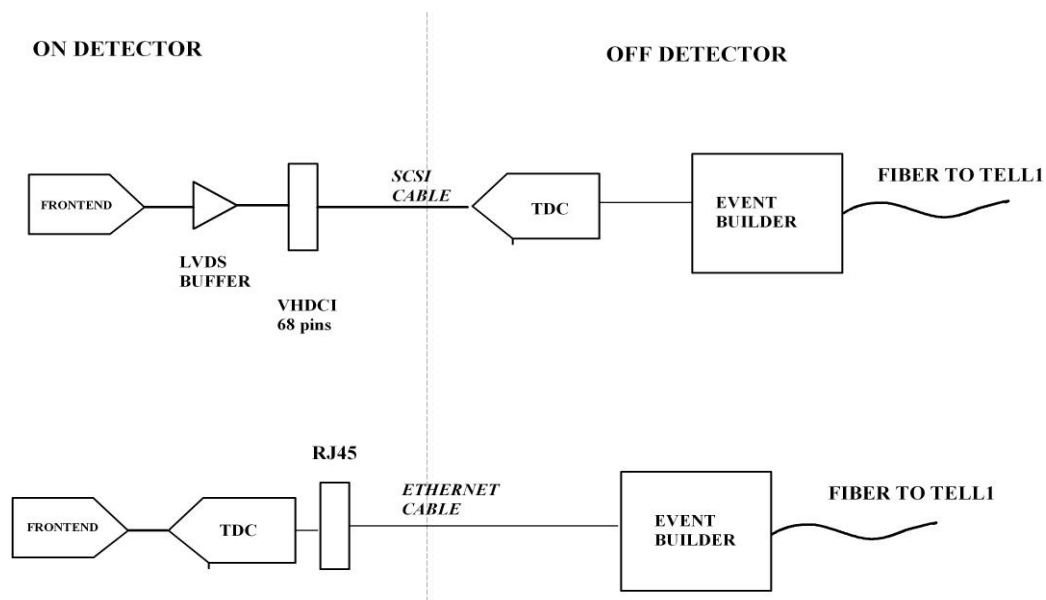 ON DETECTOR
OFF DETECTOR
FRONTEND
LVDS
BUFFER
VHDCI
68 pins
SCSI
CABLE
TDC
EVENT
BUILDER
FIBER TO TELL1
FRONTEND
TDC
RJ45
ETHERNET
CABLE
EVENT
BUILDER
FIBER TO TELL1